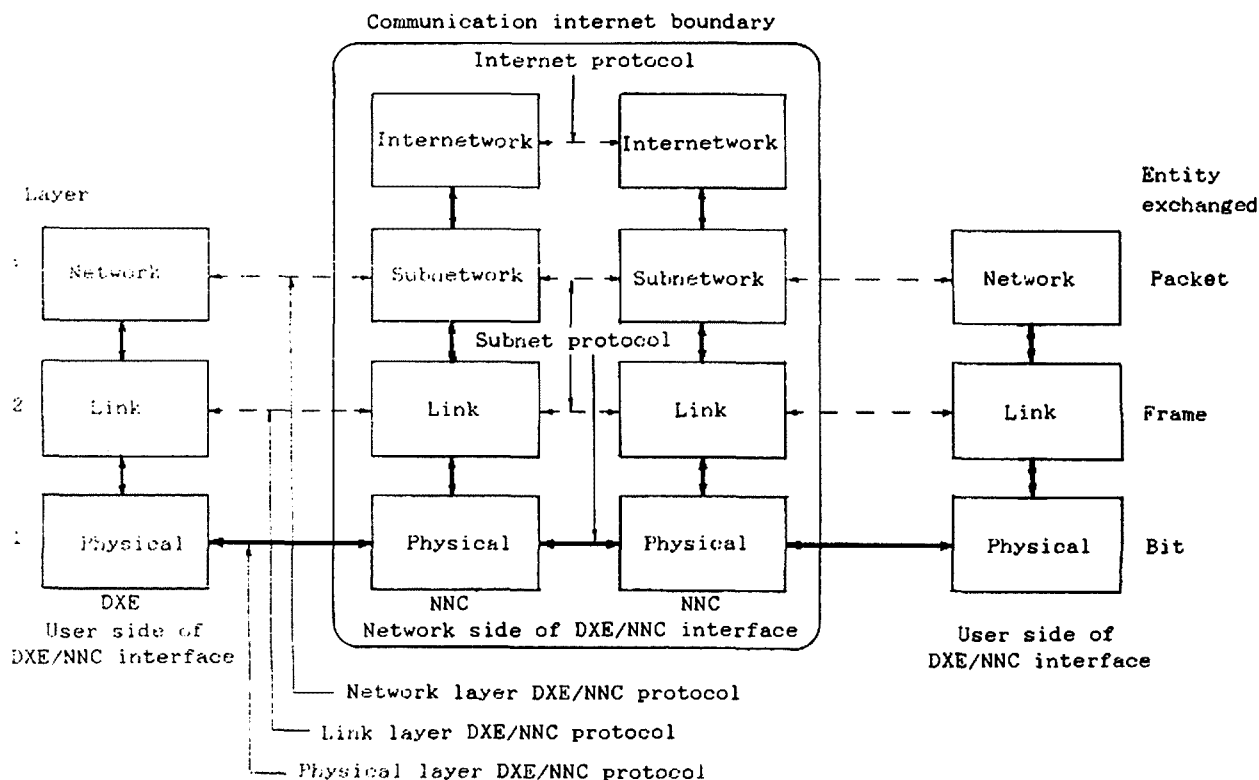 Communication internet boundary
Internet protocol
Internetwork
Internetwork
Layer
Entity
exchanged
Network
Subnetwork
Subnetwork
Network
Packet
Subnet protocol
2
Link
Link
Link
Link
Frame
1
Physical
Physical
Physical
Physical
Bit
DXE
NNC
NNC
User side of
DXE/NNC interface
Network side of DXE/NNC interface
User side of
DXE/NNC interface
Network layer DXE/NNC protocol
Link layer DXE/NNC protocol
Physical layer DXE/NNC protocol